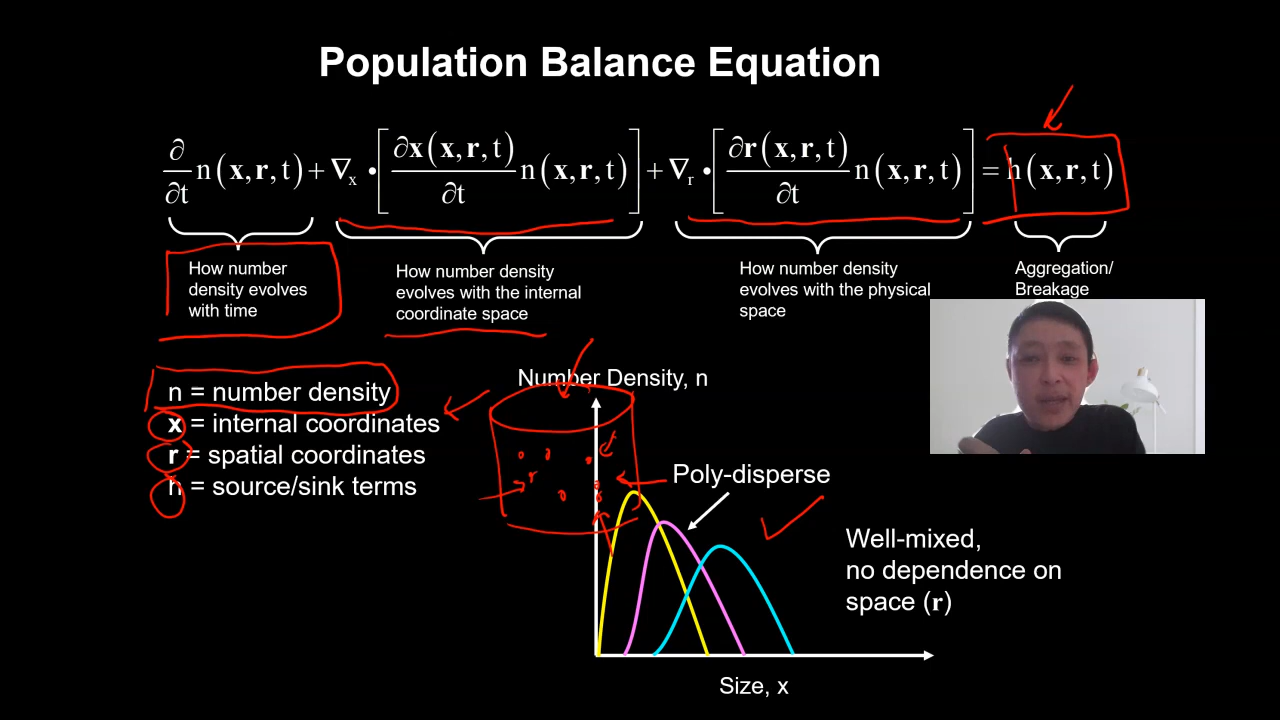 Population Balance Equation
∂/∂t n(x,r,t) + ∇x • [∂x(x,r,t)/∂t n(x,r,t)] + ∇r • [∂r(x,r,t)/∂t n(x,r,t)] = h(x,r,t)
How number
density evolves
with time
How number density
evolves with the internal
coordinate space
How number density
evolves with the physical
space
Aggregation/
Breakage
n = number density
x = internal coordinates
r = spatial coordinates
h = source/sink terms
Number Density, n
Poly-disperse
Well-mixed,
no dependence on
space (r)
Size, x